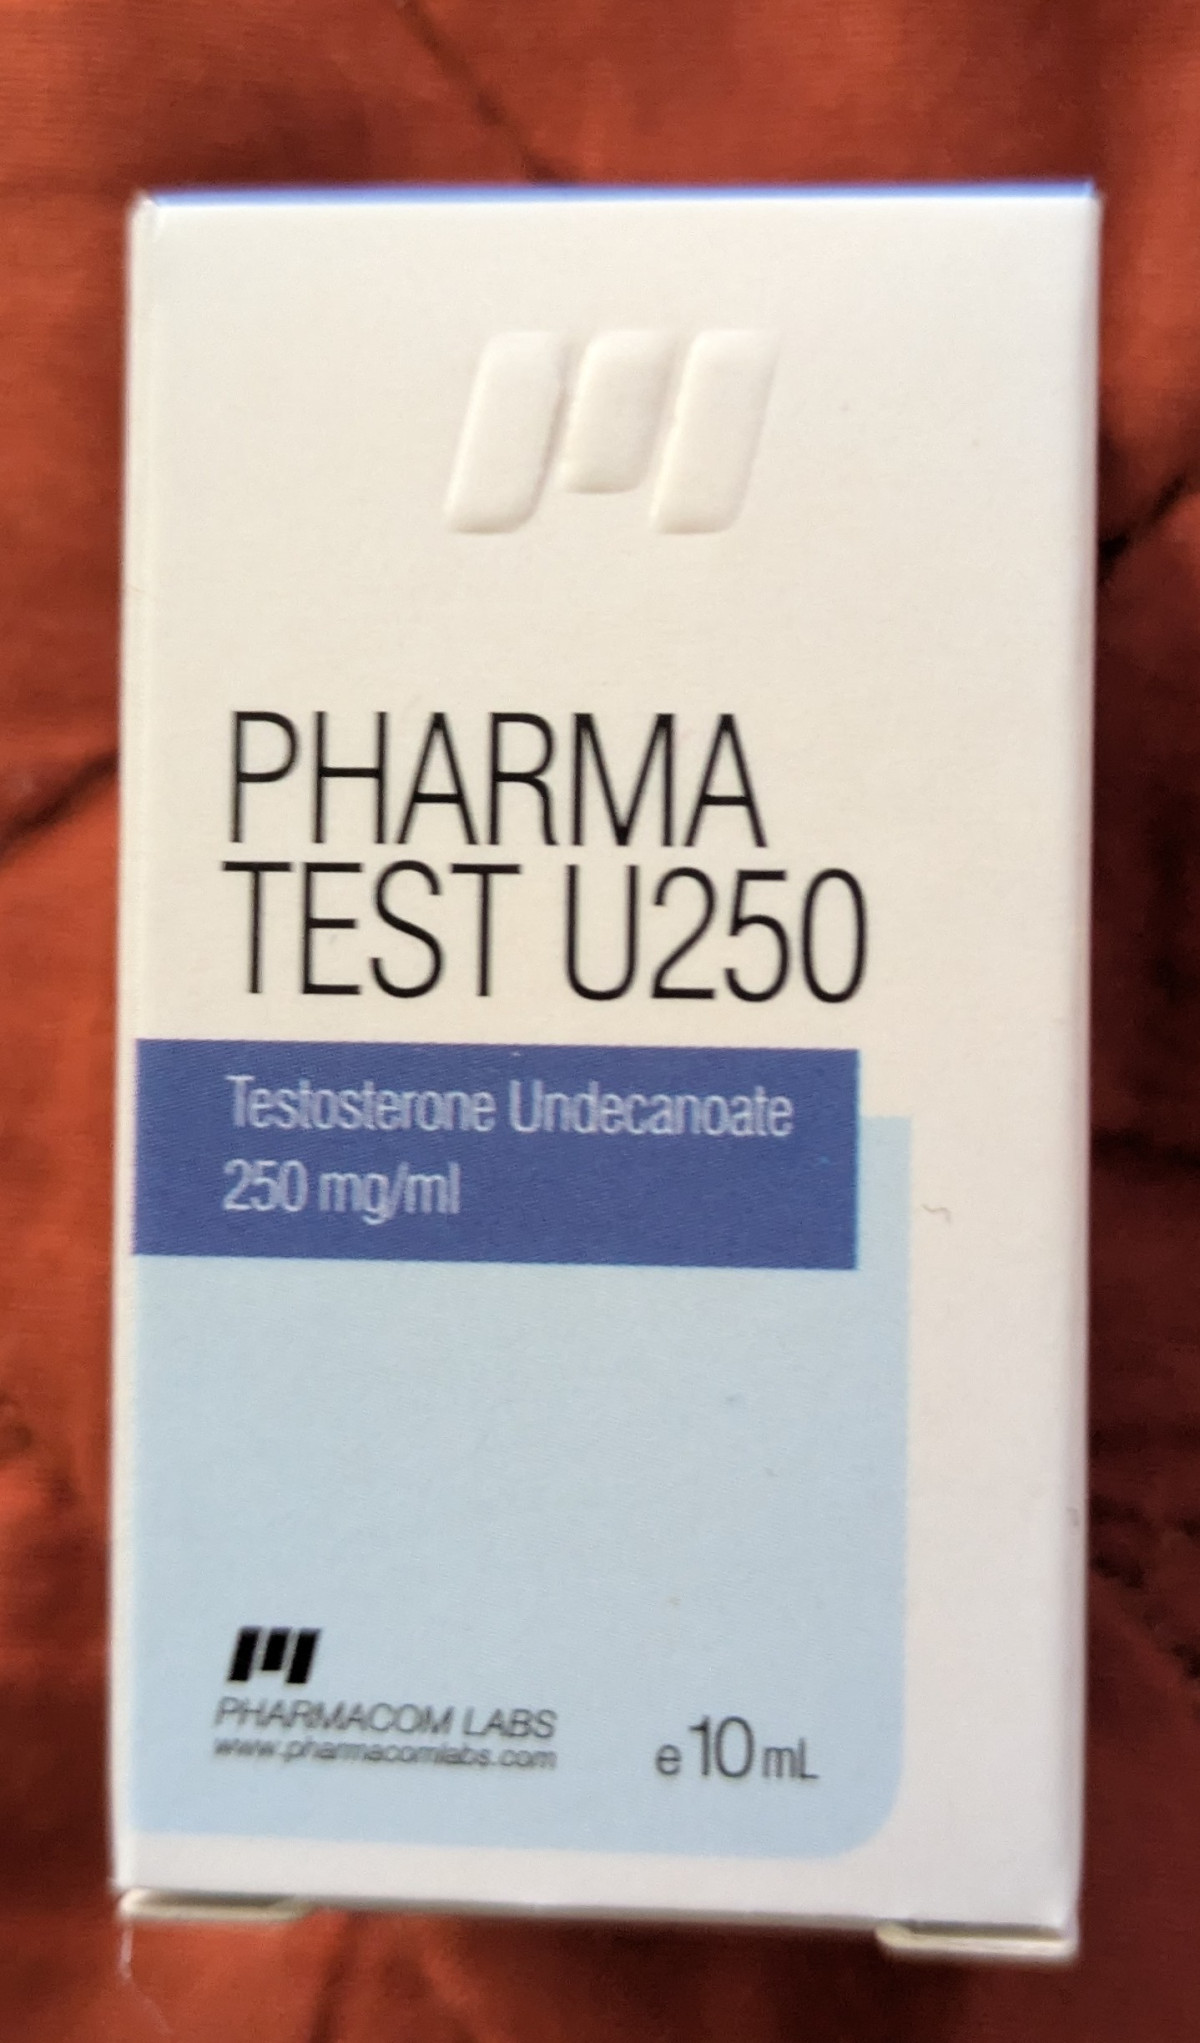 PHARMA
TEST U250
Testosterone Undecanoate
250 mg/ml
PHARMACOM LABS
www.pharmacomlabs.com
e 10 mL